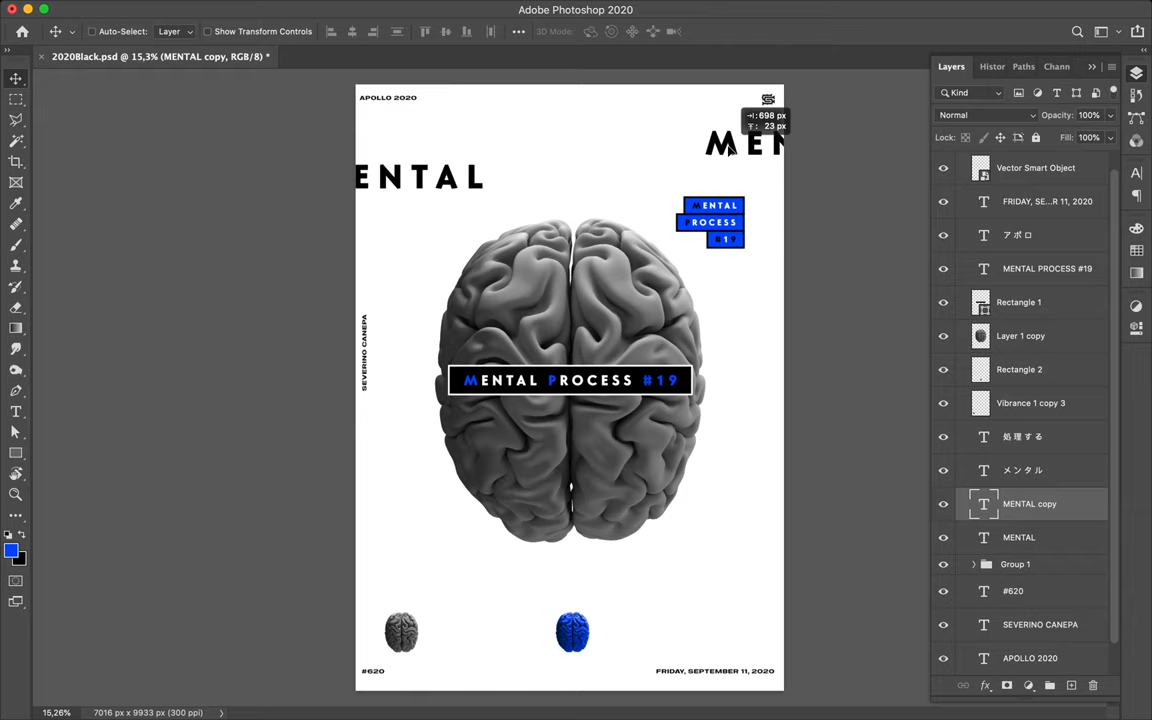 Adobe Photoshop 2020
Auto-Select:
Layer
Show Transform Controls
3D Mode:
2020Black.psd @ 15,3% (MENTAL copy, RGB/8) *
Layers
Histor
Paths
Chann
Kind
Normal
Opacity: 100%
Lock:
Fill: 100%
Vector Smart Object
FRIDAY, SE...R 11, 2020
アポロ
MENTAL PROCESS #19
Rectangle 1
Layer 1 copy
Rectangle 2
Vibrance 1 copy 3
処理する
メンタル
MENTAL copy
MENTAL
Group 1
#620
SEVERINO CANEPA
APOLLO 2020
APOLLO 2020
698 px
23 px
MEN
ENTAL
MENTAL
PROCESS
#19
SEVERINO CANEPA
MENTAL PROCESS #19
#620
FRIDAY, SEPTEMBER 11, 2020
15,26%
7016 px x 9933 px (300 ppi)